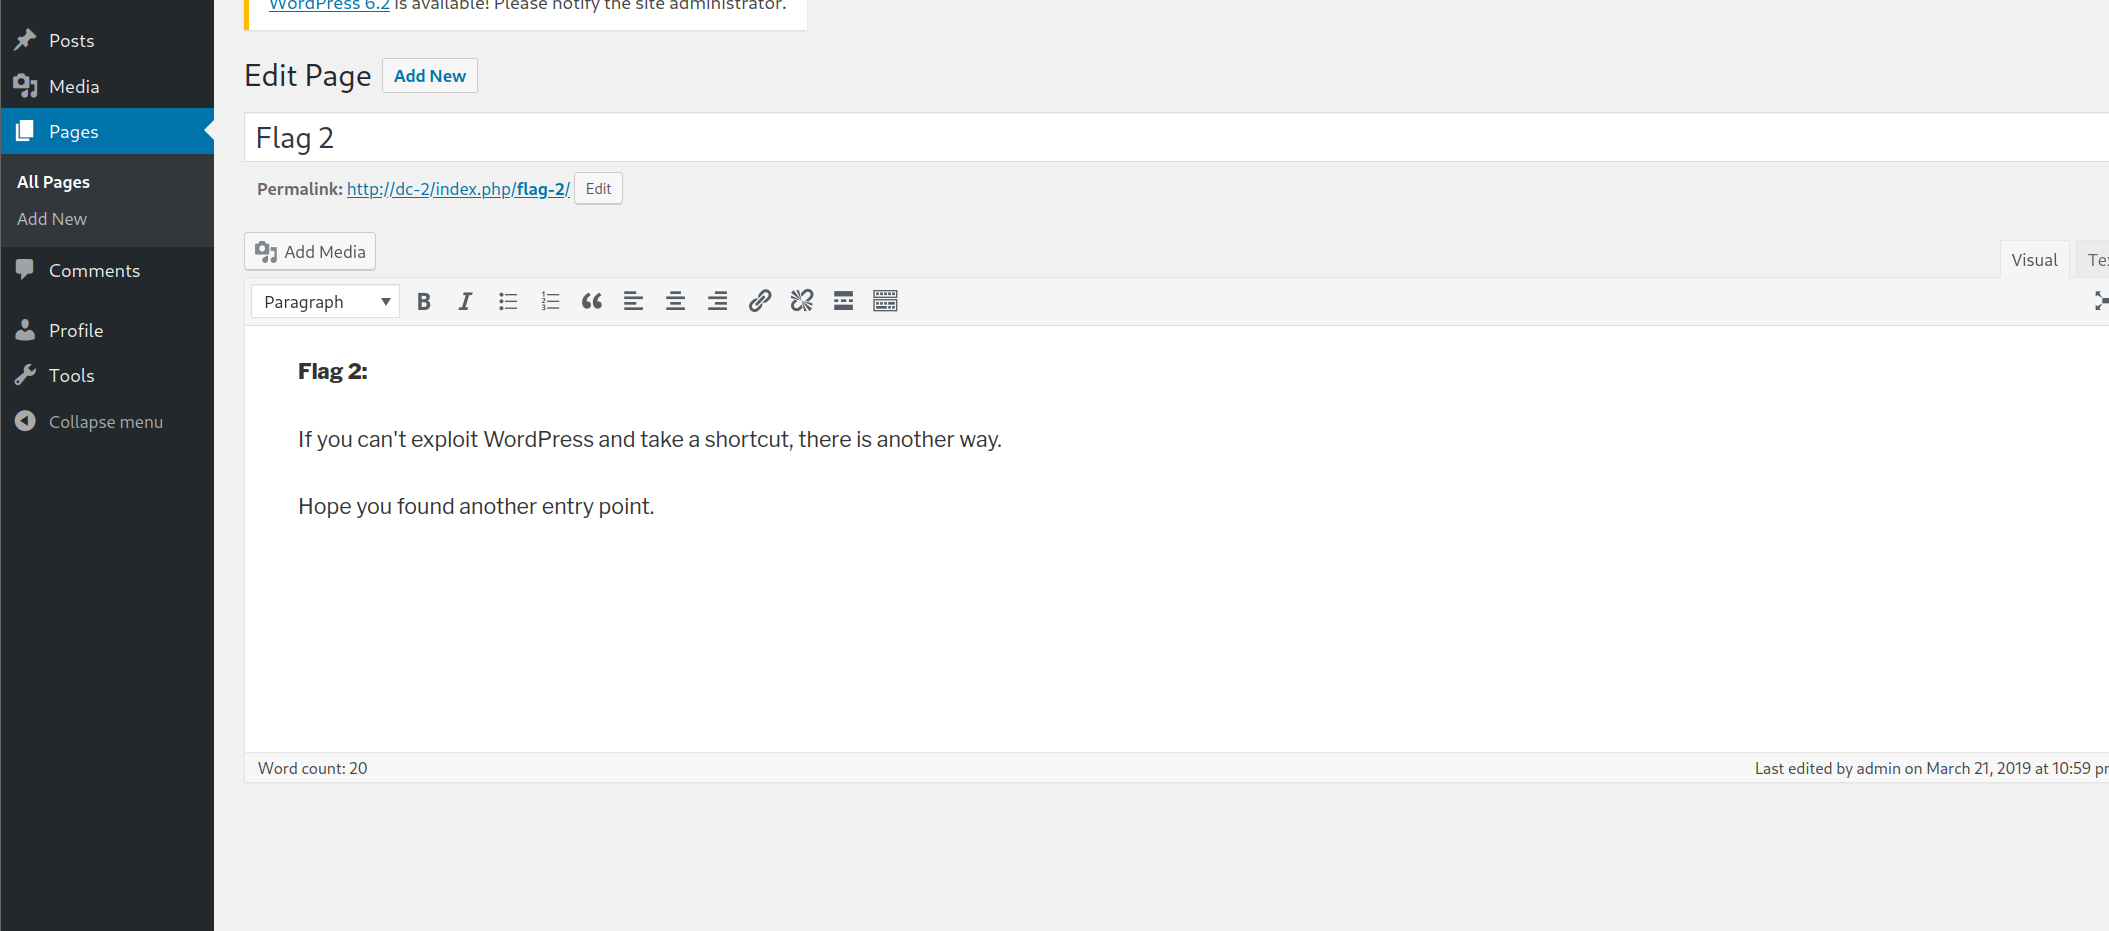 WordPress 6.2 is available! Please notify the site administrator.
Posts
Media
Pages
All Pages
Add New
Comments
Profile
Tools
Collapse menu
Edit Page Add New
Flag 2
Permalink: http://dc-2/index.php/flag-2/ Edit
Add Media
Visual
Paragraph
Flag 2:
If you can't exploit WordPress and take a shortcut, there is another way.
Hope you found another entry point.
Word count: 20
Last edited by admin on March 21, 2019 at 10:59